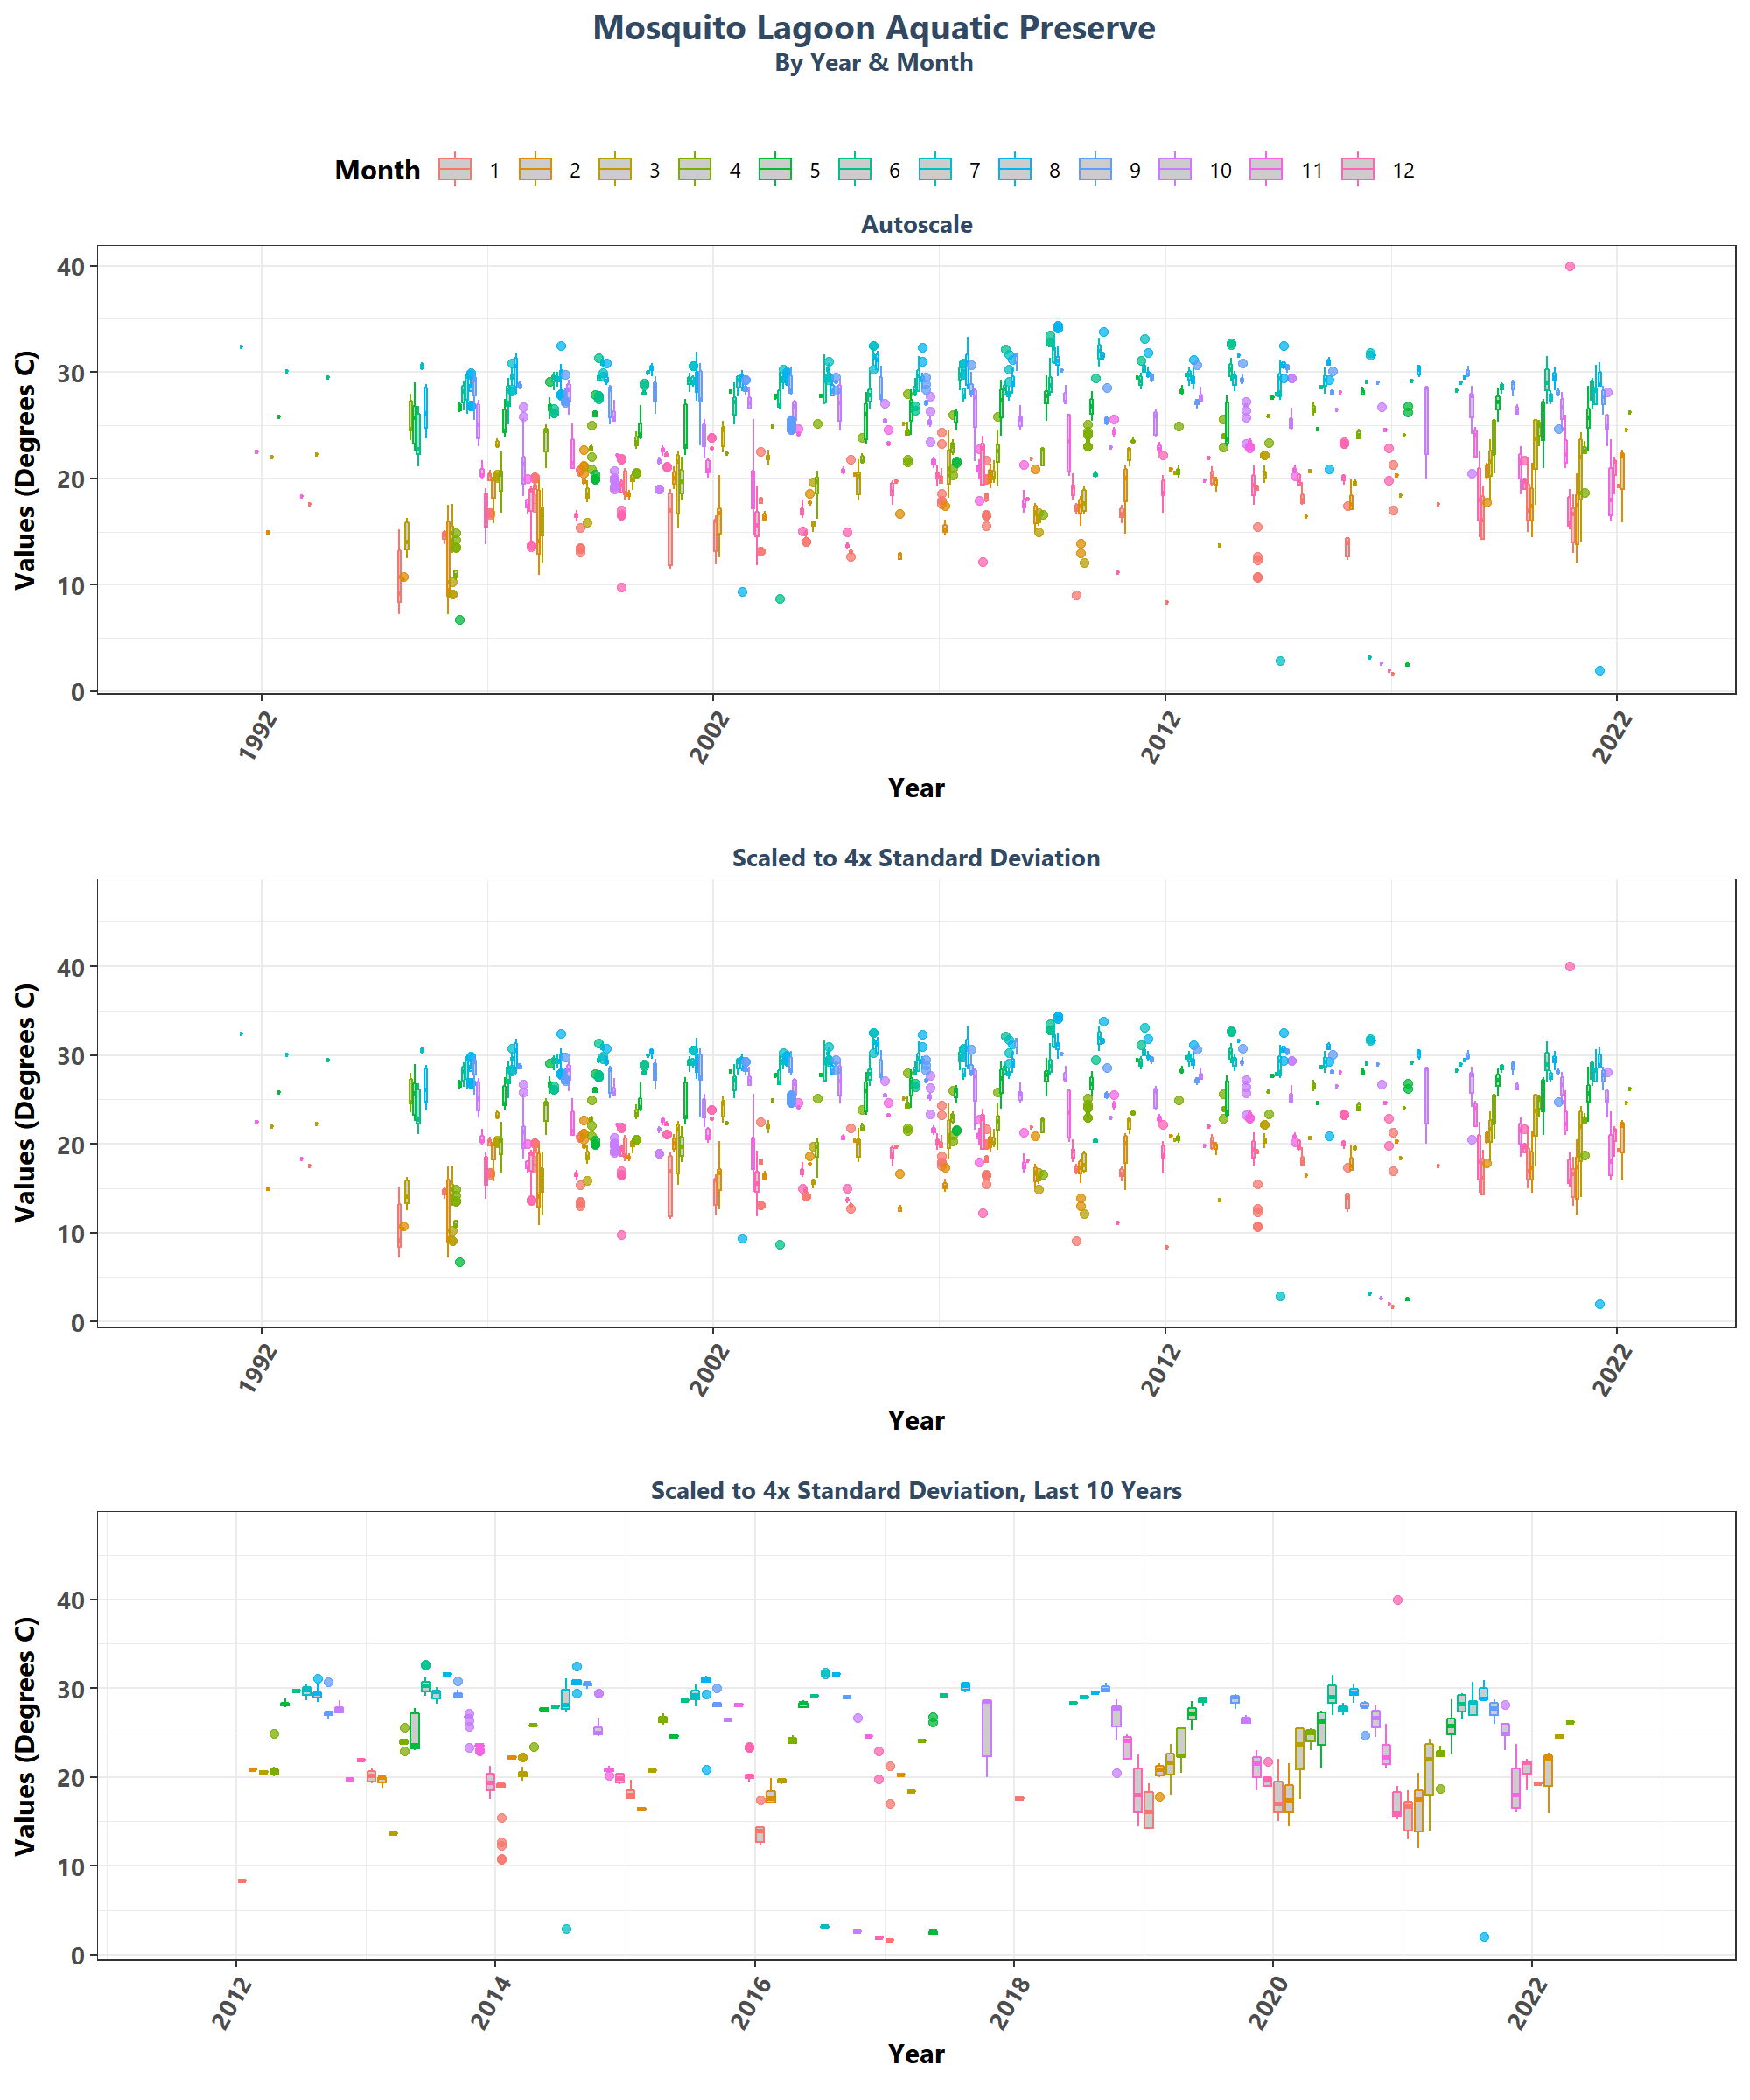 Mosquito Lagoon Aquatic Preserve
By Year & Month
Month 1 2 3 4 5 6 7 8 9 10 11 12
Autoscale
Values (Degrees C)
40
30
20
10
0
1992 2002 2012 2022
Year
Scaled to 4x Standard Deviation
Values (Degrees C)
40
30
20
10
0
1992 2002 2012 2022
Year
Scaled to 4x Standard Deviation, Last 10 Years
Values (Degrees C)
40
30
20
10
0
2012 2014 2016 2018 2020 2022
Year